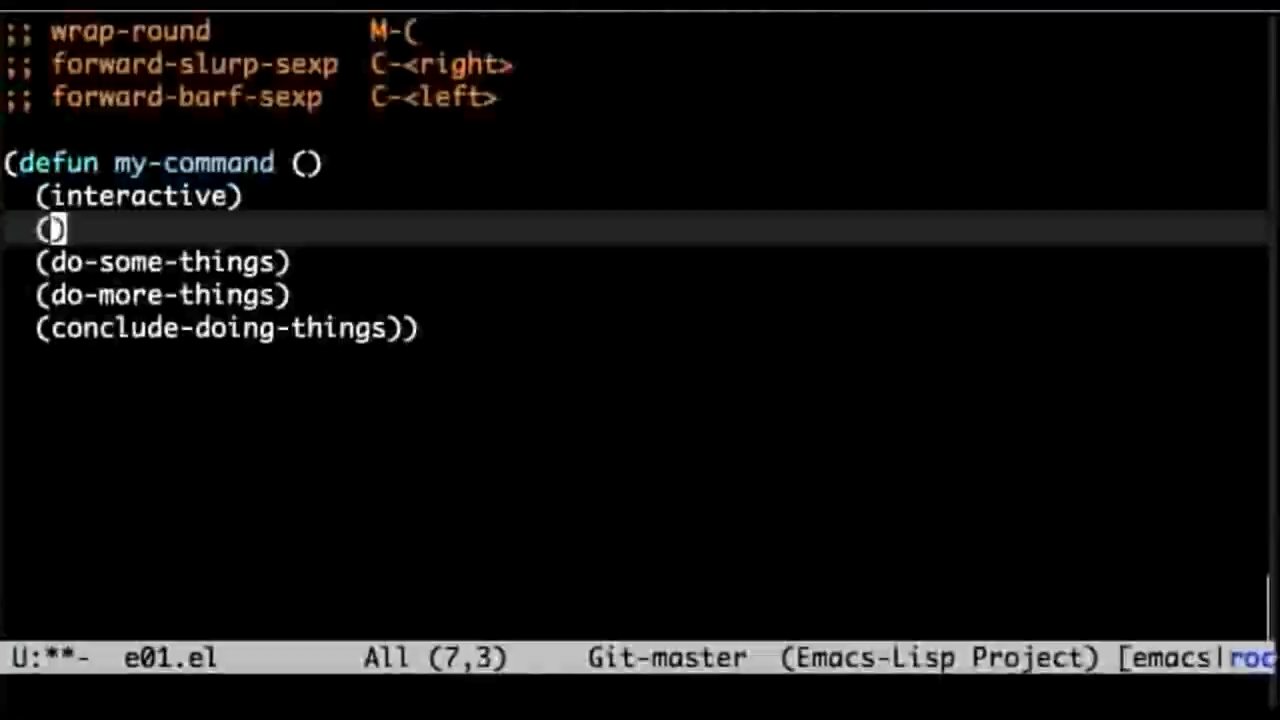 ;; wrap-round          M-(
;; forward-slurp-sexp  C-<right>
;; forward-barf-sexp   C-<left>
(defun my-command ()
  (interactive)
  ()
  (do-some-things)
  (do-more-things)
  (conclude-doing-things))
U:**-  e01.el         All (7,3)     Git-master  (Emacs-Lisp Project) [emacs|roc